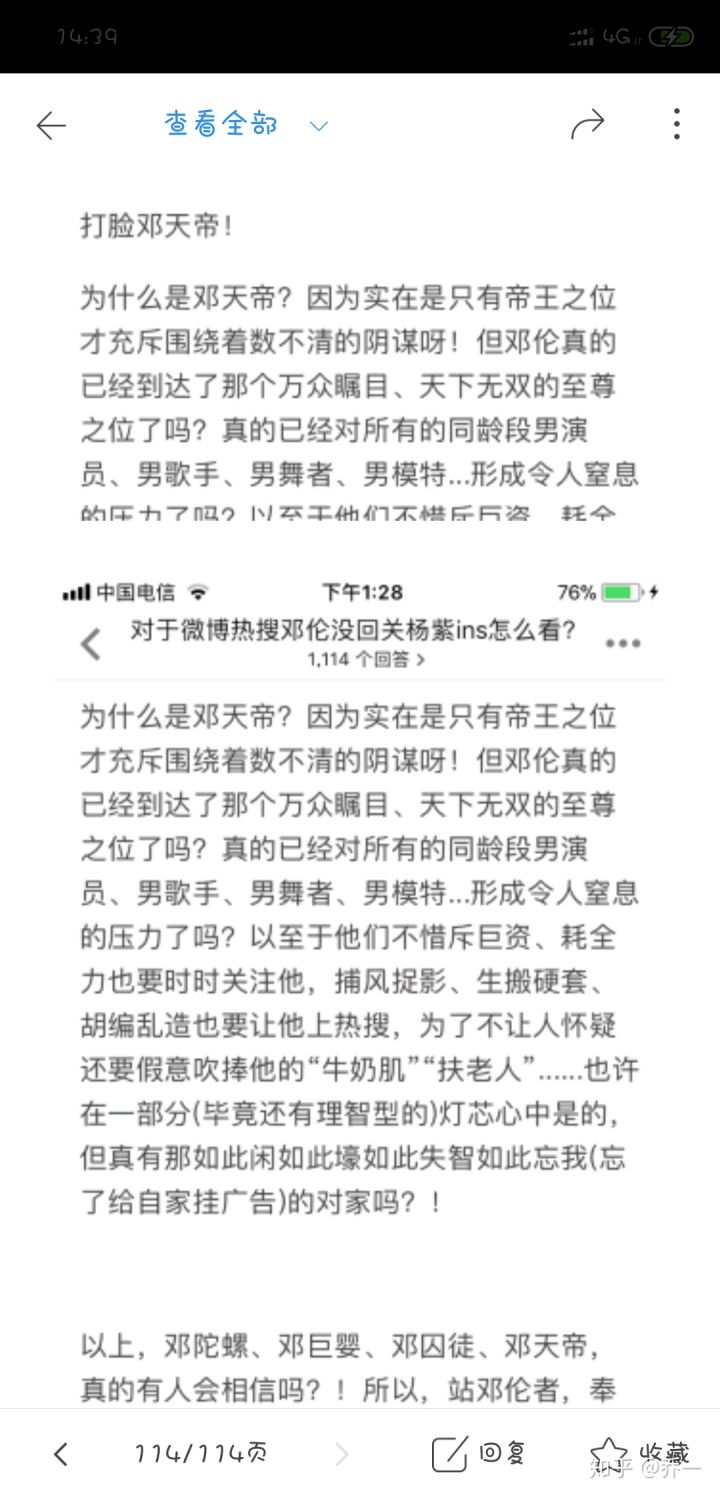 14:39
4G
查看全部
打脸邓天帝！
为什么是邓天帝？因为实在是只有帝王之位
才充斥围绕着数不清的阴谋呀！但邓伦真的
已经到达了那个万众瞩目、天下无双的至尊
之位了吗？真的已经对所有的同龄段男演
员、男歌手、男舞者、男模特...形成令人窒息
的压力了吗？以至于他们不惜斥巨资、耗全
中国电信
下午1:28
76%
对于微博热搜邓伦没回关杨紫ins怎么看？
1,114 个回答 >
为什么是邓天帝？因为实在是只有帝王之位
才充斥围绕着数不清的阴谋呀！但邓伦真的
已经到达了那个万众瞩目、天下无双的至尊
之位了吗？真的已经对所有的同龄段男演
员、男歌手、男舞者、男模特...形成令人窒息
的压力了吗？以至于他们不惜斥巨资、耗全
力也要时时关注他，捕风捉影、生搬硬套、
胡编乱造也要让他上热搜，为了不让人怀疑
还要假意吹捧他的“牛奶肌”“扶老人”......也许
在一部分(毕竟还有理智型的)灯芯心中是的，
但真有那如此闲如此壕如此失智如此忘我(忘
了给自家挂广告)的对家吗？！
以上，邓陀螺、邓巨婴、邓囚徒、邓天帝，
真的有人会相信吗？！所以，站邓伦者，奉
114/114页
回复
收藏
知乎 @乔一